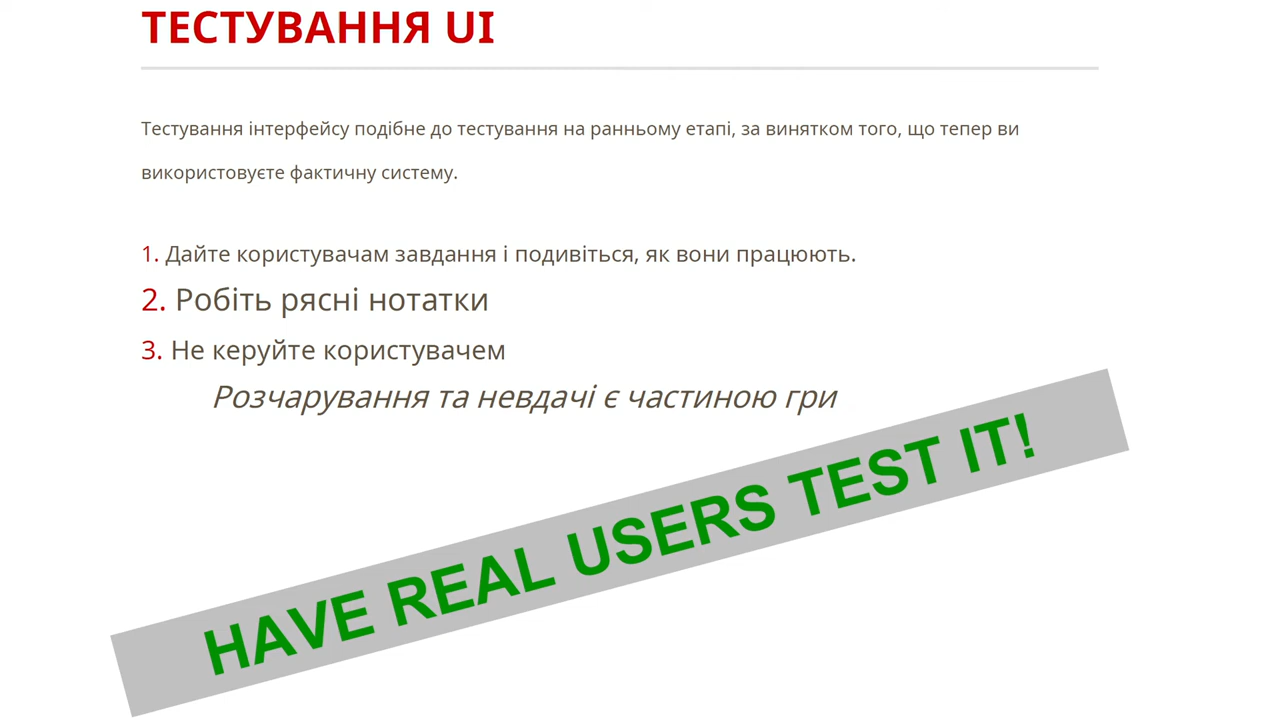 ТЕСТУВАННЯ UI
Тестування інтерфейсу подібне до тестування на ранньому етапі, за винятком того, що тепер ви
використовуєте фактичну систему.
1. Дайте користувачам завдання і подивіться, як вони працюють.
2. Робіть рясні нотатки
3. Не керуйте користувачем
Розчарування та невдачі є частиною гри
HAVE REAL USERS TEST IT!